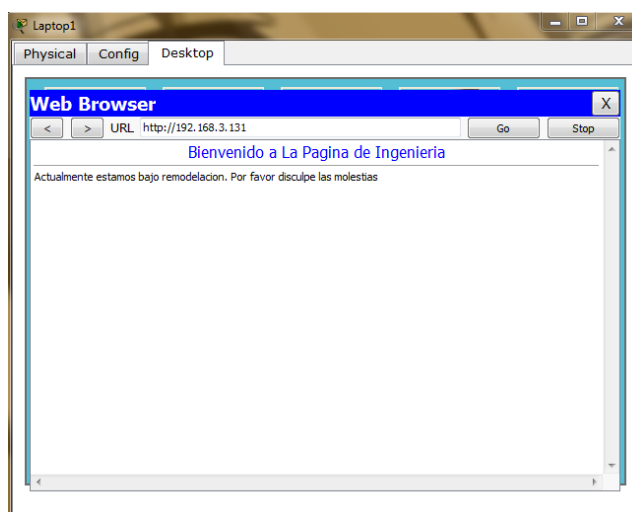 Laptop1
Physical Config Desktop
Web Browser X
< > URL http://192.168.3.131 Go Stop
Bienvenido a La Pagina de Ingenieria
Actualmente estamos bajo remodelacion. Por favor disculpe las molestias